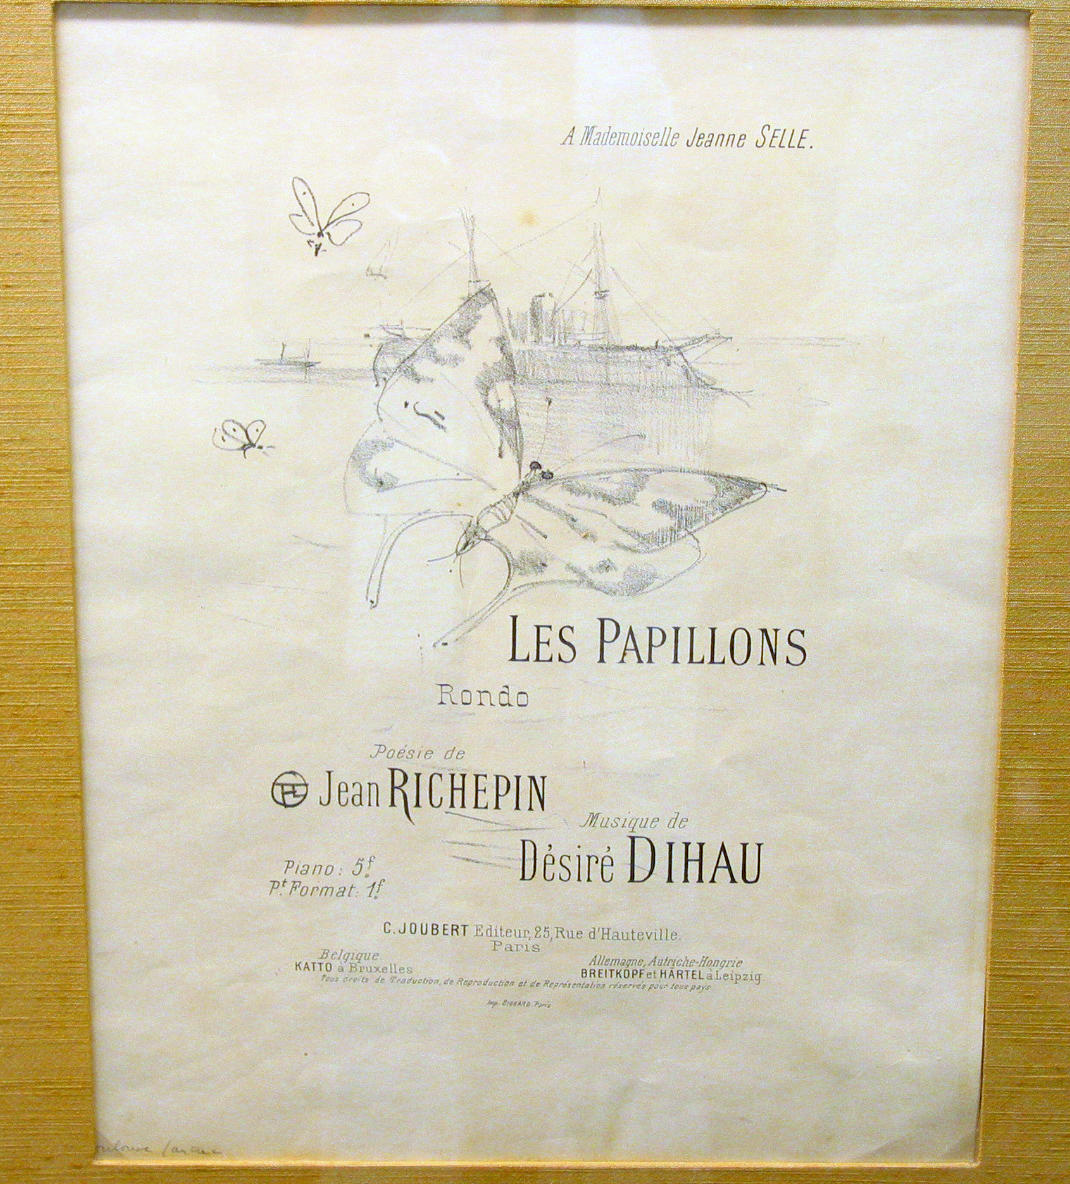 A Mademoiselle Jeanne SELLE.
LES PAPILLONS
Rondo
Poésie de
Jean RICHEPIN
Musique de
Désiré DIHAU
Piano: 5f
Pt Format: 1f
C. JOUBERT Editeur, 25, Rue d'Hauteville.
Paris
Belgique
KATTO à Bruxelles
Allemagne, Autriche-Hongrie
BREITKOPF et HÄRTEL à Leipzig
Tous droits de Traduction, de Reproduction et de Représentation réservés pour tous pays
Imp. Paris